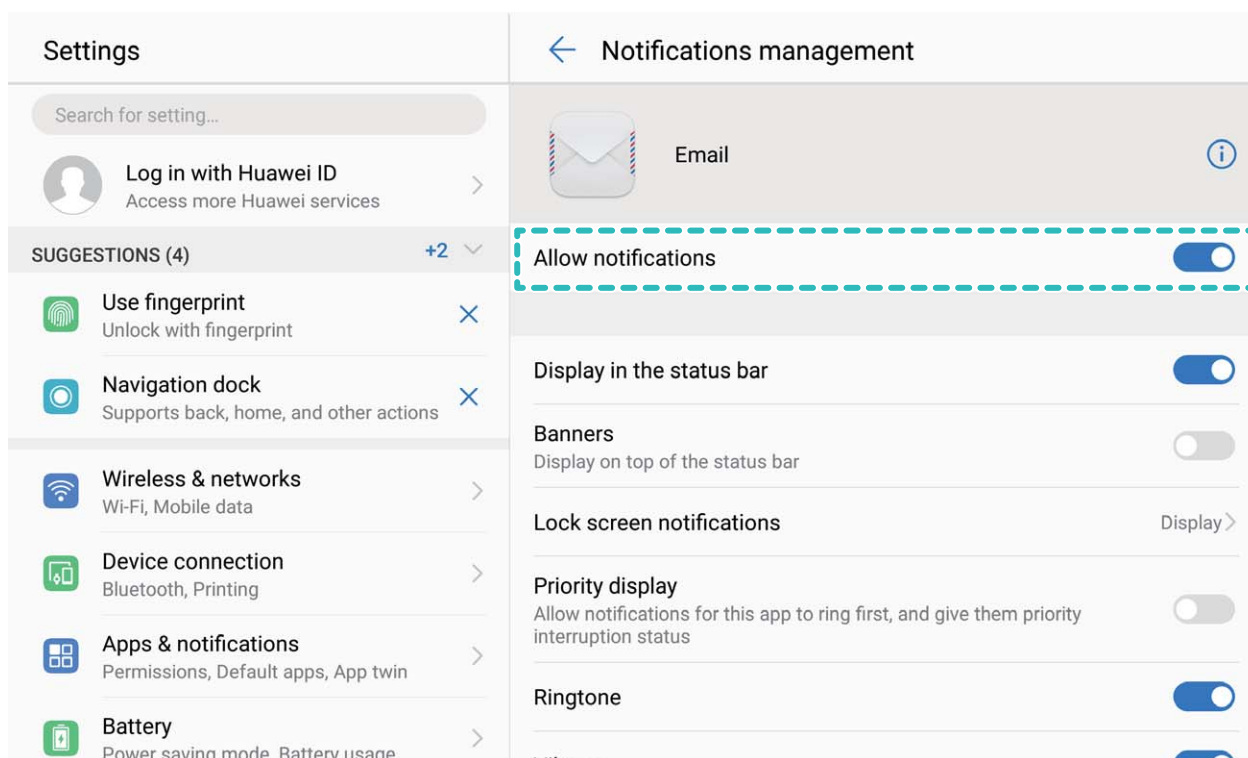 Settings
Search for setting...
Log in with Huawei ID
Access more Huawei services
SUGGESTIONS (4) +2
Use fingerprint
Unlock with fingerprint
Navigation dock
Supports back, home, and other actions
Wireless & networks
Wi-Fi, Mobile data
Device connection
Bluetooth, Printing
Apps & notifications
Permissions, Default apps, App twin
Battery
Power saving mode, Battery usage
Notifications management
Email
Allow notifications
Display in the status bar
Banners
Display on top of the status bar
Lock screen notifications Display
Priority display
Allow notifications for this app to ring first, and give them priority
interruption status
Ringtone